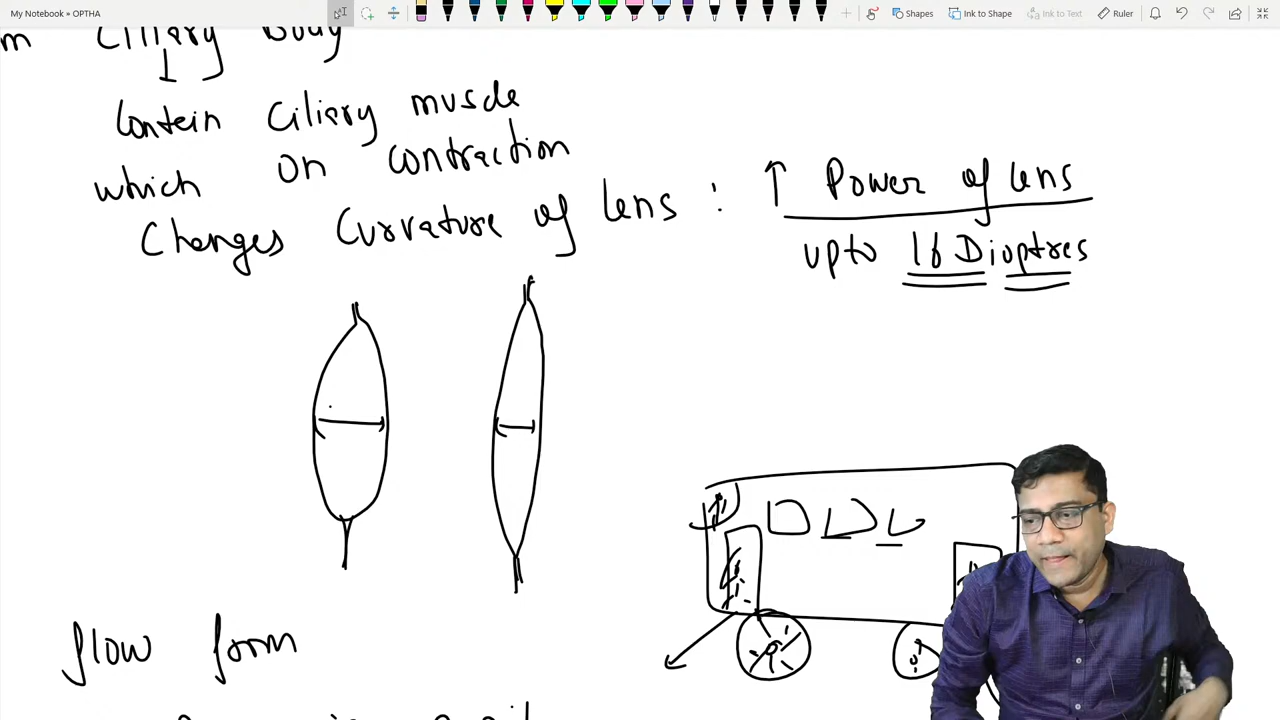 My Notebook » OPTHA
Shapes
Ink to Shape
Ink to Text
Ruler
m Ciliary Body
Contein Ciliary muscle
which On contraction
Changes Curvature of lens : ↑ Power of lens
upto 16 Dioptres
flow form